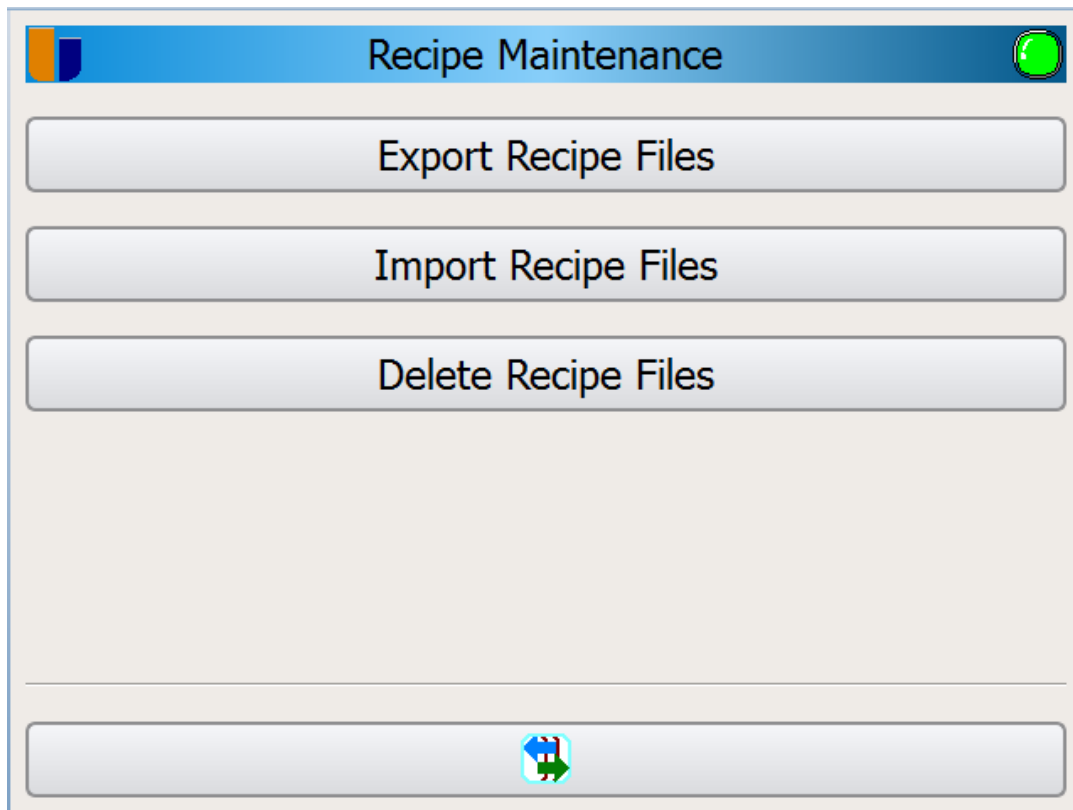 Recipe Maintenance
Export Recipe Files
Import Recipe Files
Delete Recipe Files